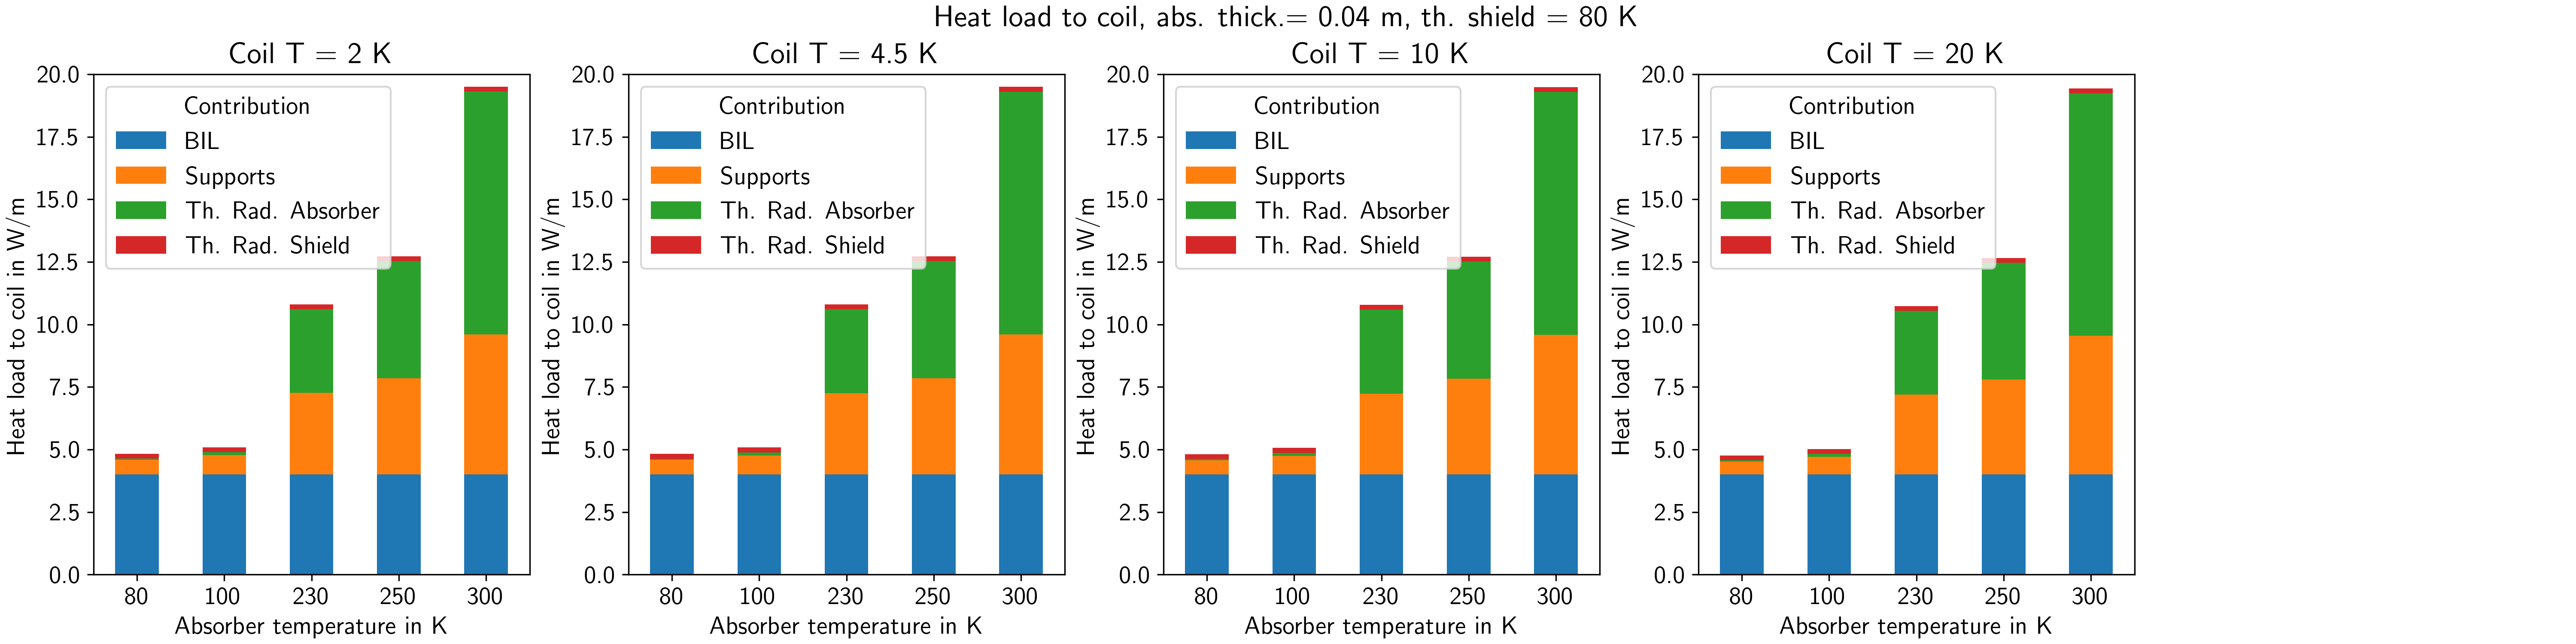 Heat load to coil, abs. thick.= 0.04 m, th. shield = 80 K
Coil T = 2 K
20.0
17.5
15.0
12.5
10.0
7.5
5.0
2.5
0.0
Heat load to coil in W/m
Contribution
BIL
Supports
Th. Rad. Absorber
Th. Rad. Shield
80 100 230 250 300
Absorber temperature in K
Coil T = 4.5 K
20.0
17.5
15.0
12.5
10.0
7.5
5.0
2.5
0.0
Heat load to coil in W/m
Contribution
BIL
Supports
Th. Rad. Absorber
Th. Rad. Shield
80 100 230 250 300
Absorber temperature in K
Coil T = 10 K
20.0
17.5
15.0
12.5
10.0
7.5
5.0
2.5
0.0
Heat load to coil in W/m
Contribution
BIL
Supports
Th. Rad. Absorber
Th. Rad. Shield
80 100 230 250 300
Absorber temperature in K
Coil T = 20 K
20.0
17.5
15.0
12.5
10.0
7.5
5.0
2.5
0.0
Heat load to coil in W/m
Contribution
BIL
Supports
Th. Rad. Absorber
Th. Rad. Shield
80 100 230 250 300
Absorber temperature in K